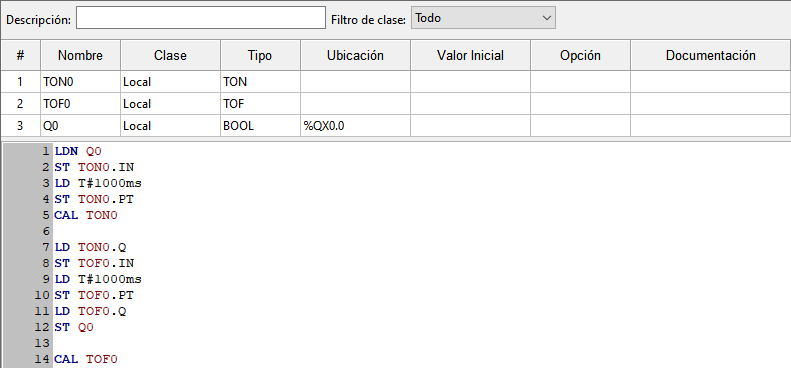 Descripción: Filtro de clase: Todo
# Nombre Clase Tipo Ubicación Valor Inicial Opción Documentación
1 TON0 Local TON
2 TOF0 Local TOF
3 Q0 Local BOOL %QX0.0
1 LDN Q0
2 ST TON0.IN
3 LD T#1000ms
4 ST TON0.PT
5 CAL TON0
6
7 LD TON0.Q
8 ST TOF0.IN
9 LD T#1000ms
10 ST TOF0.PT
11 LD TOF0.Q
12 ST Q0
13
14 CAL TOF0